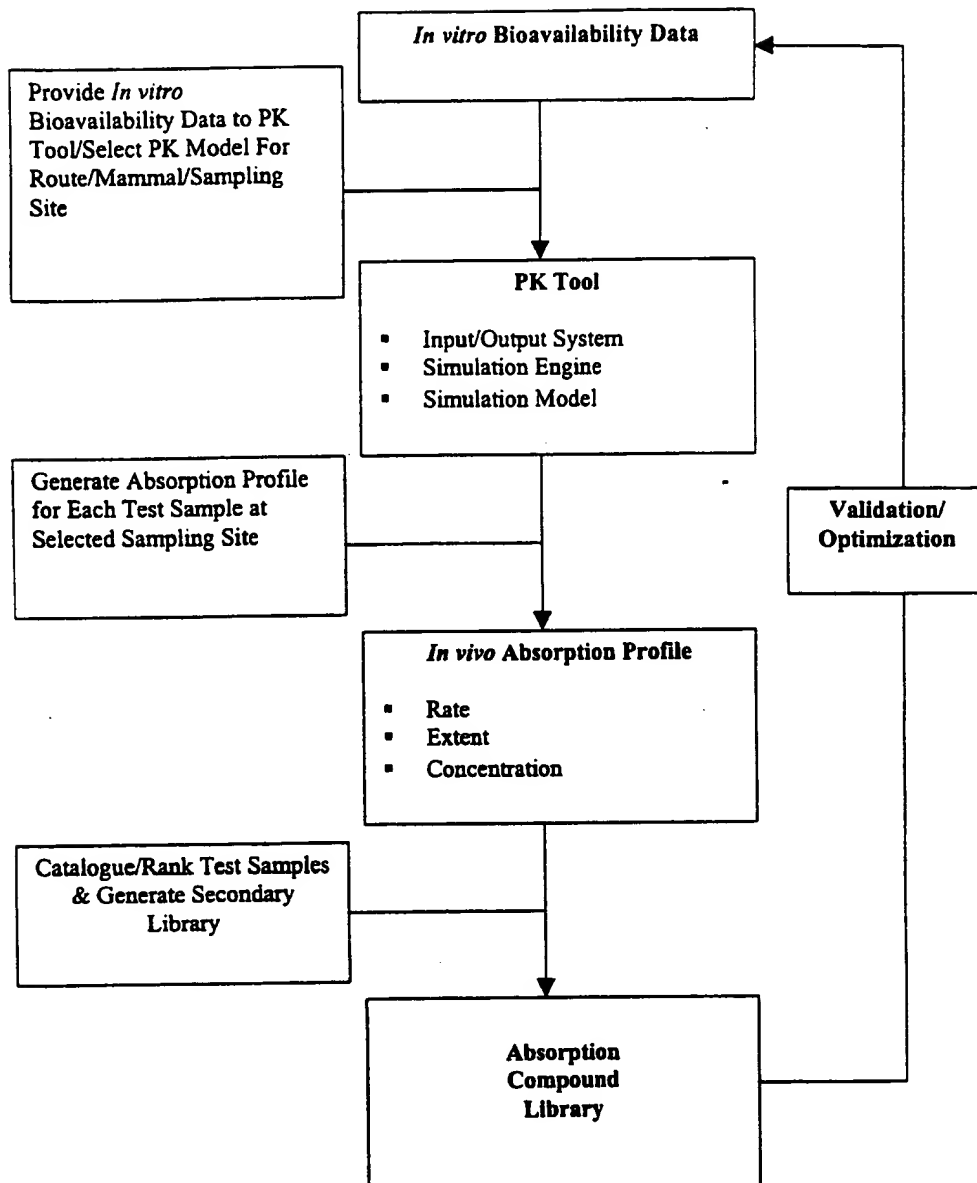 In vitro Bioavailability Data
Provide In vitro
Bioavailability Data to PK
Tool/Select PK Model For
Route/Mammal/Sampling
Site
PK Tool
▪ Input/Output System
▪ Simulation Engine
▪ Simulation Model
Generate Absorption Profile
for Each Test Sample at
Selected Sampling Site
Validation/
Optimization
In vivo Absorption Profile
▪ Rate
▪ Extent
▪ Concentration
Catalogue/Rank Test Samples
& Generate Secondary
Library
Absorption
Compound
Library